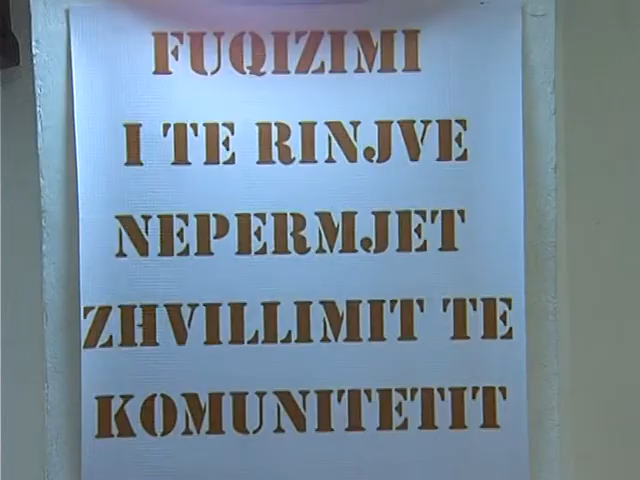 FUQIZIMI
I TE RINJVE
NEPERMJET
ZHVILLIMIT TE
KOMUNITETIT